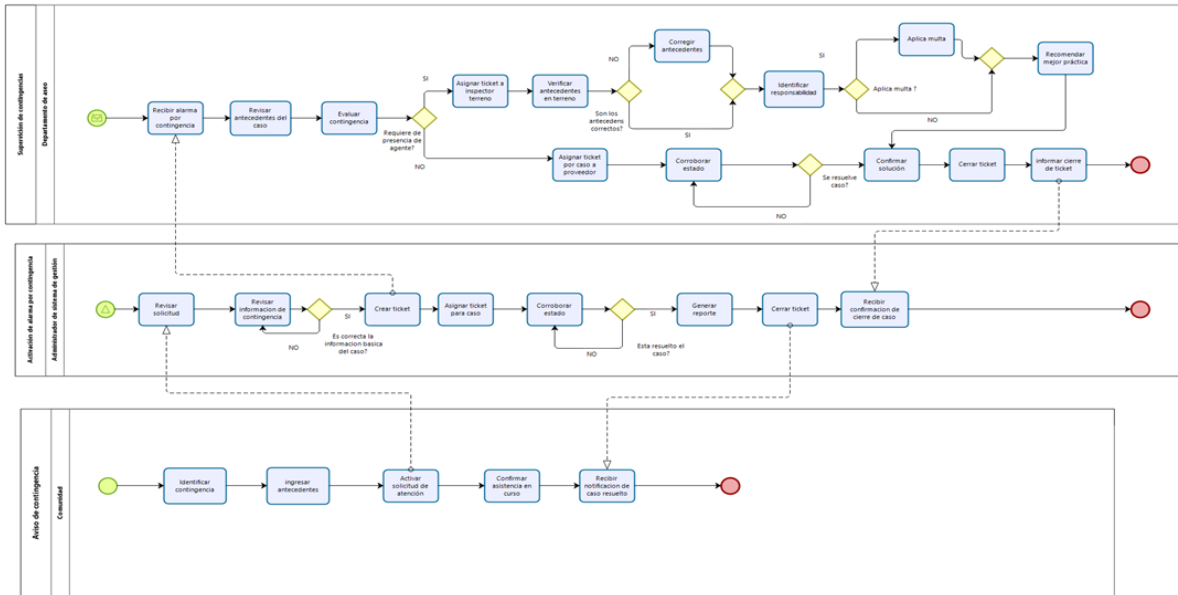 Supervición de contingencias
Departamento de aseo
Recibir alarma
por
contingencia
Revisar
antecedentes del
caso
Evaluar
contingencia
SI
Requiere de
presencia de
agente?
NO
Asignar ticket a
inspector
terreno
Verificar
antecedentes
en terreno
NO
Son los
antecedens
correctos?
SI
Corregir
antecedentes
Identificar
responsabilidad
SI
Aplica multa ?
NO
Aplica multa
Recomendar
mejor práctica
Asignar ticket
por caso a
proveedor
Corroborar
estado
NO
Se resuelve
caso?
Confirmar
solución
Cerrar ticket
informar cierre
de ticket
Activación de alarma por contingencia
Administrador de sistema de gestión
Revisar
solicitud
Revisar
informacion de
contingencia
NO
SI
Es correcta la
informacion basica
del caso?
Crear ticket
Asignar ticket
para caso
Corroborar
estado
NO
SI
Esta resuelto el
caso?
Generar
reporte
Cerrar ticket
Recibir
confirmacion de
cierre de caso
Aviso de contingencia
Comunidad
Identificar
contingencia
ingresar
antecedentes
Activar
solicitud de
atención
Confirmar
asistencia en
curso
Recibir
notificacion de
caso resuelto